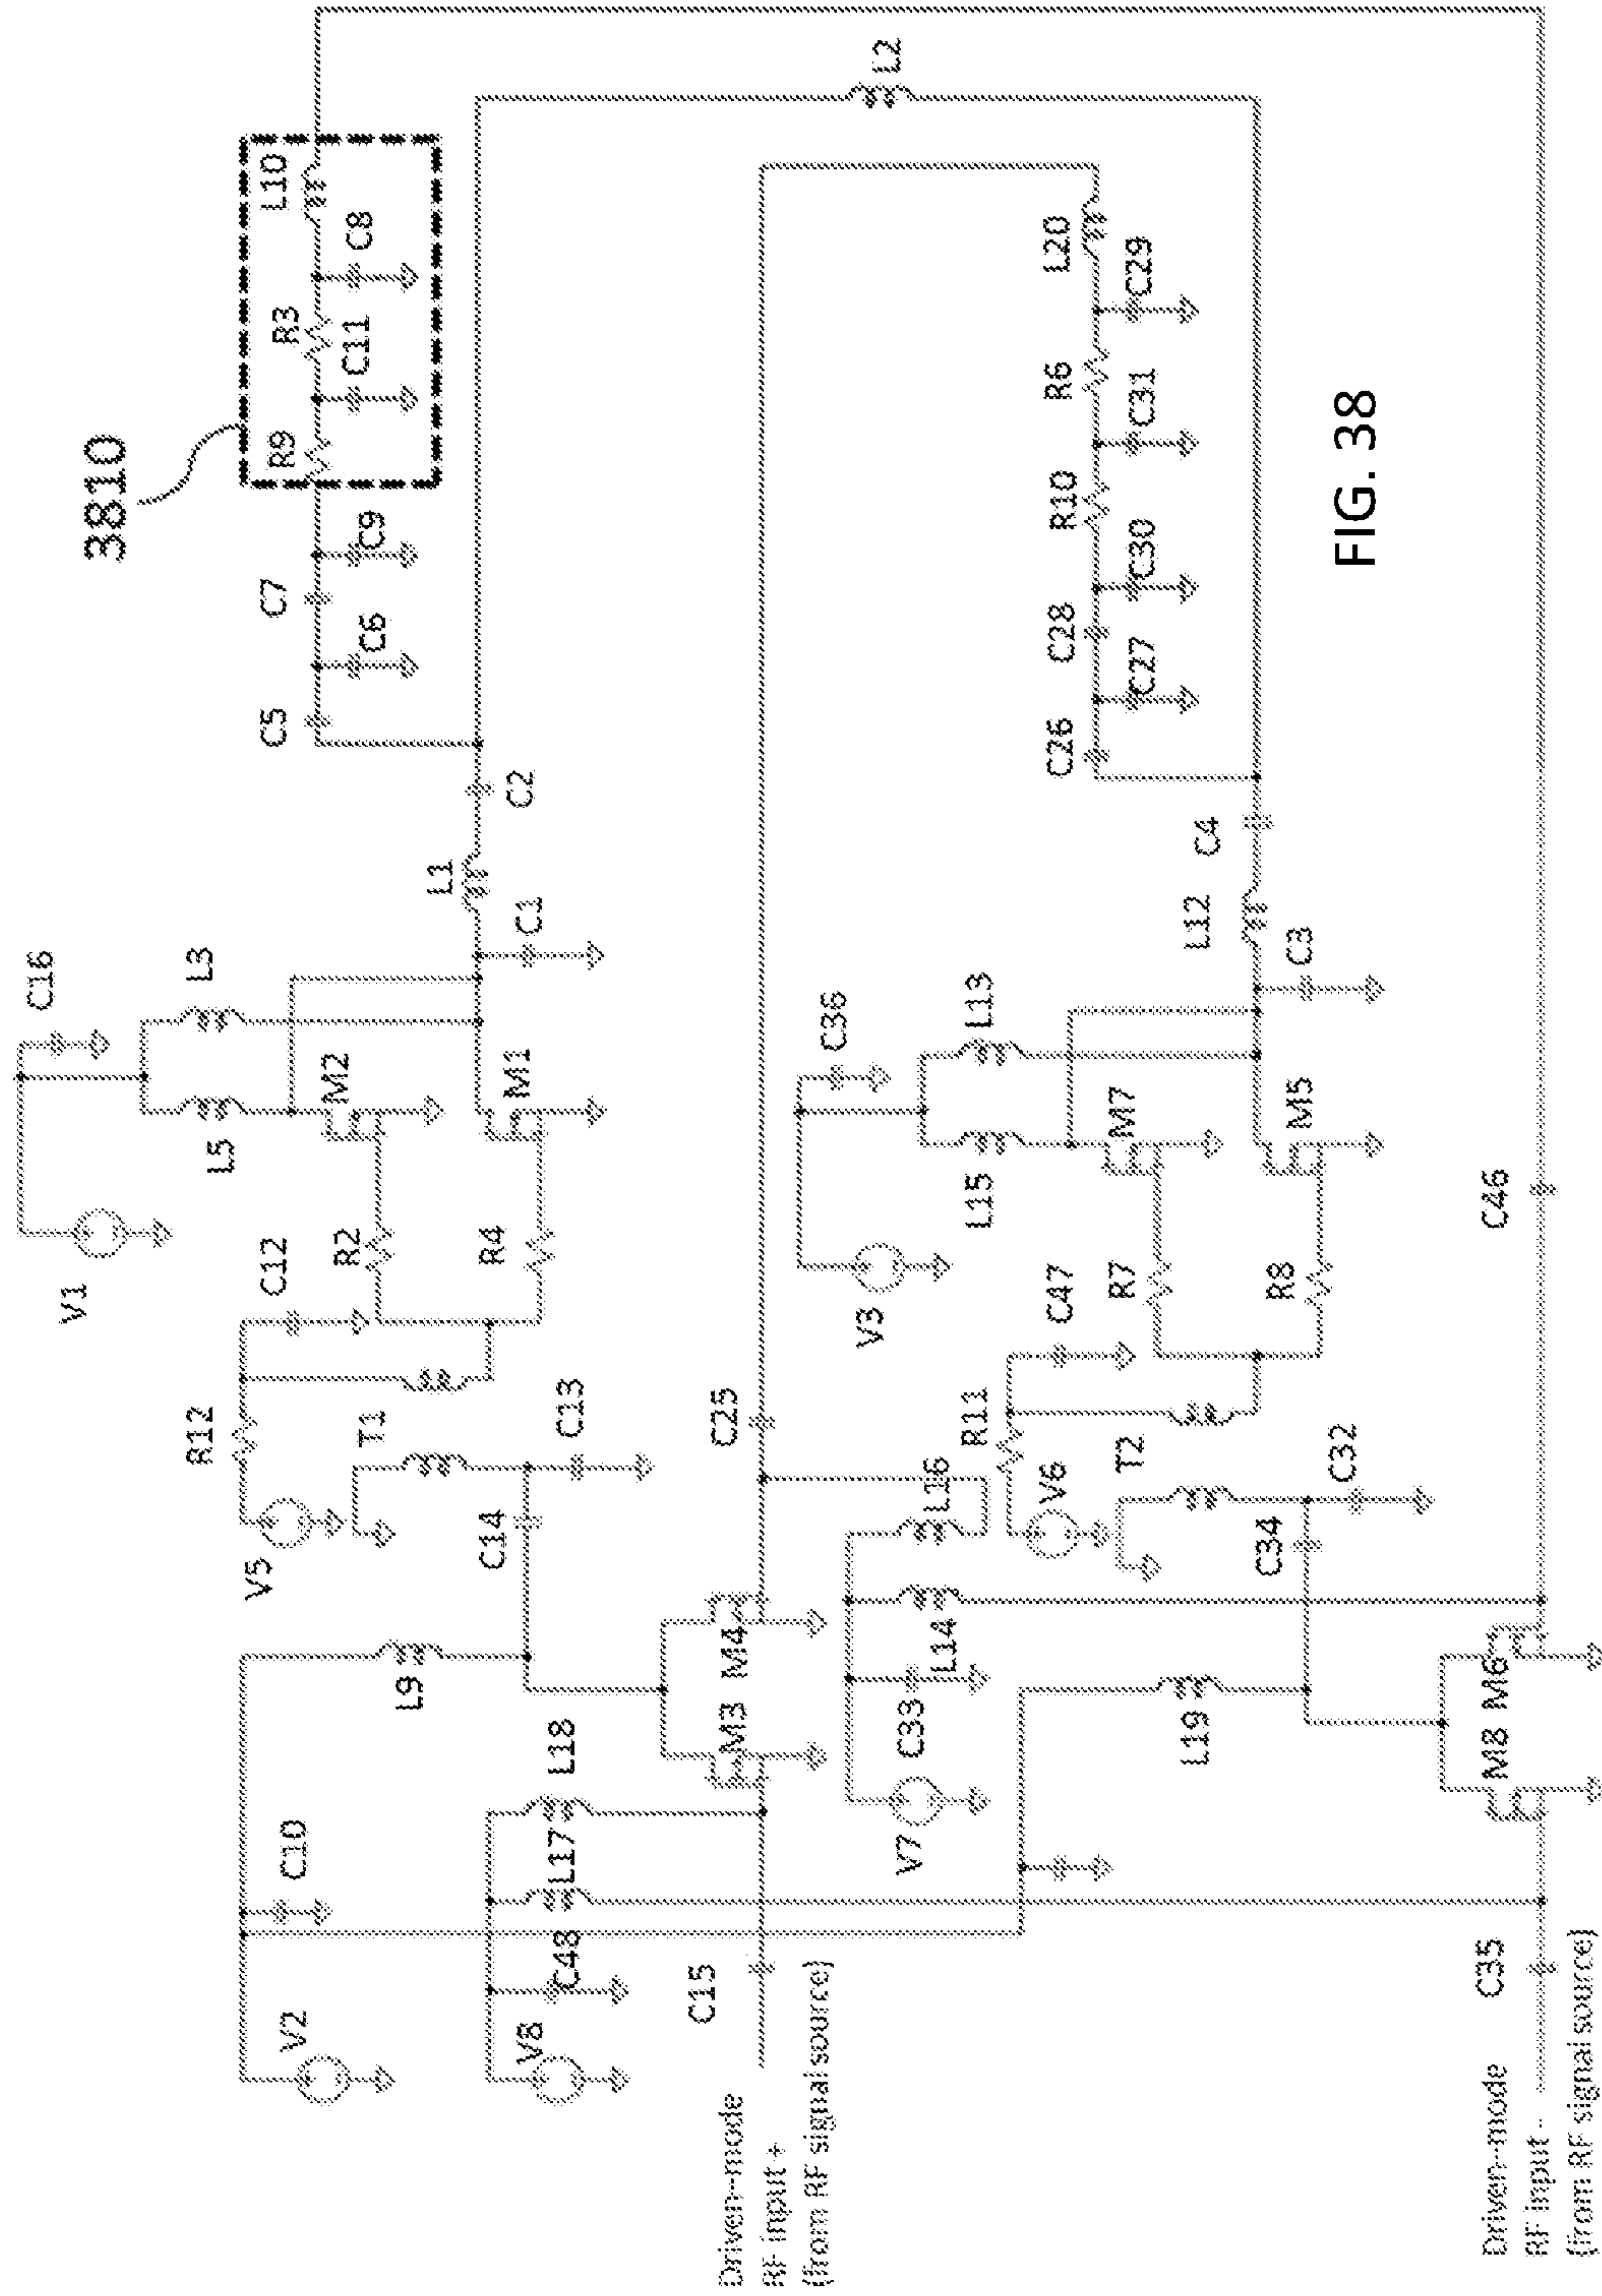 3810
L10
C8
R3
C11
R9
C9
C7
C6
C5
L2
C2
L1
C1
C16
L3
L5
M2
M1
V1
C12
R2
R4
R12
T1
C13
V5
C14
C25
L9
M3 M4
L18
L17
C10
C48
V2
V8
C15
Driven-mode
RF input +
(from RF signal source)
L20
C29
R6
C31
R10
C30
C28
C27
C26
C4
L12
C3
C36
L13
L15
M7
M5
V3
C47
R7
R8
R11
T2
C32
V6
C34
L16
L14
C33
V7
L19
M8 M6
C46
C35
Driven-mode
RF input -
(from RF signal source)
FIG. 38